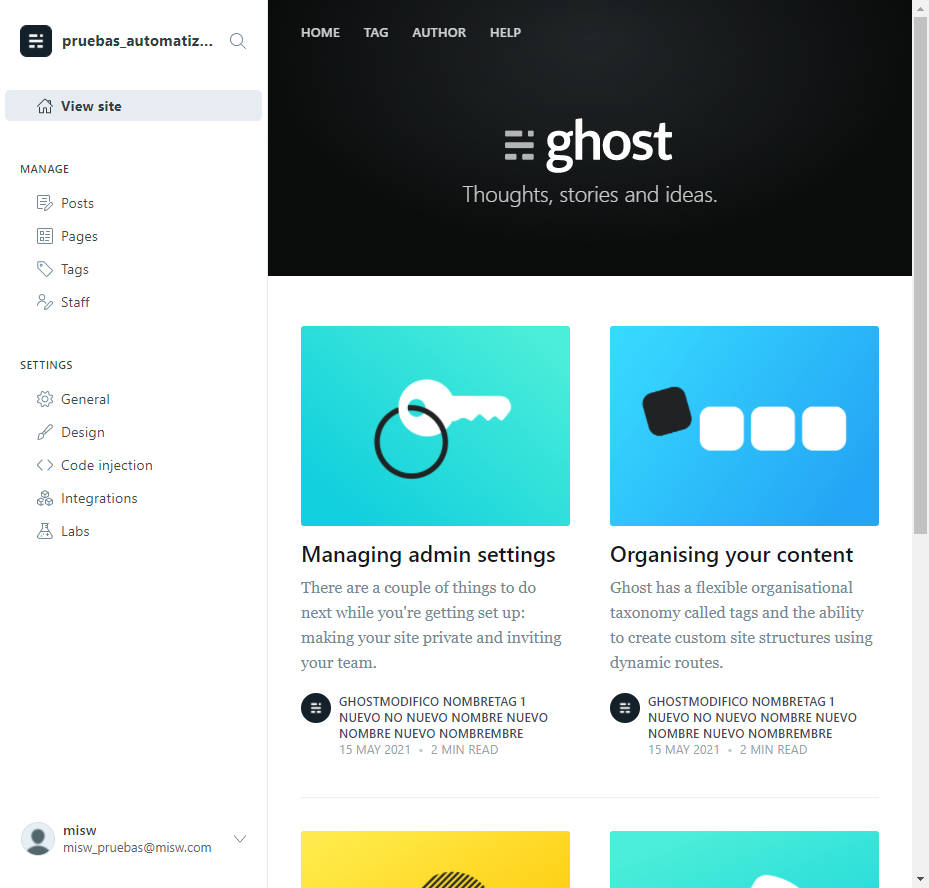 pruebas_automatiz...
View site
MANAGE
Posts
Pages
Tags
Staff
SETTINGS
General
Design
Code injection
Integrations
Labs
misw
misw_pruebas@misw.com
HOME TAG AUTHOR HELP
ghost
Thoughts, stories and ideas.
Managing admin settings
There are a couple of things to do
next while you're getting set up:
making your site private and inviting
your team.
GHOSTMODIFICO NOMBRETAG 1
NUEVO NO NUEVO NOMBRE NUEVO
NOMBRE NUEVO NOMBREMBRE
15 MAY 2021 • 2 MIN READ
Organising your content
Ghost has a flexible organisational
taxonomy called tags and the ability
to create custom site structures using
dynamic routes.
GHOSTMODIFICO NOMBRETAG 1
NUEVO NO NUEVO NOMBRE NUEVO
NOMBRE NUEVO NOMBREMBRE
15 MAY 2021 • 2 MIN READ